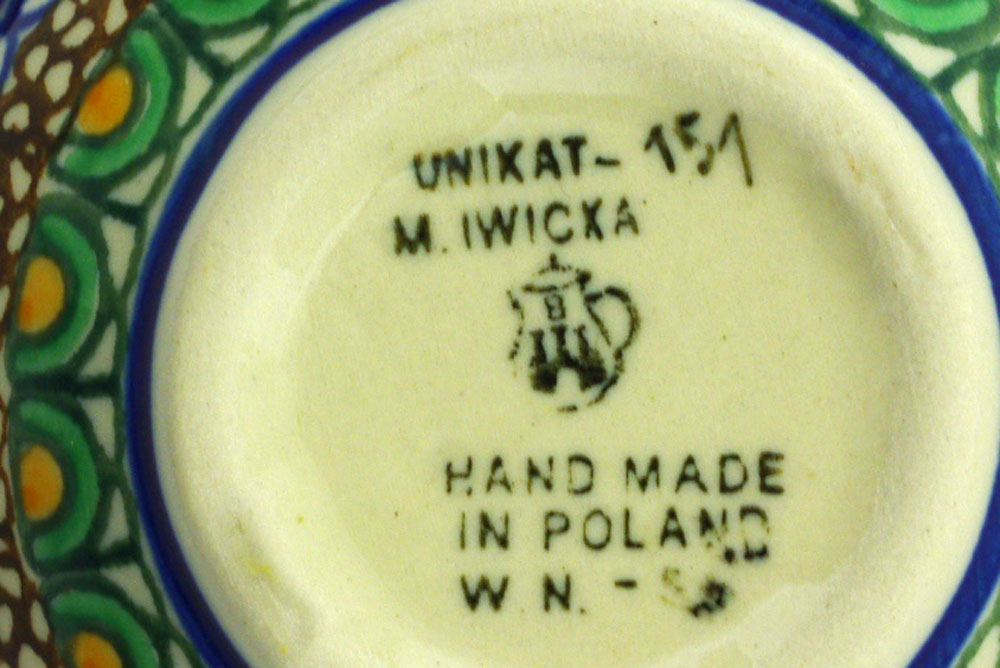 UNIKAT- 151
M. IWICKA
B
HAND MADE
IN POLAND
W. N. -